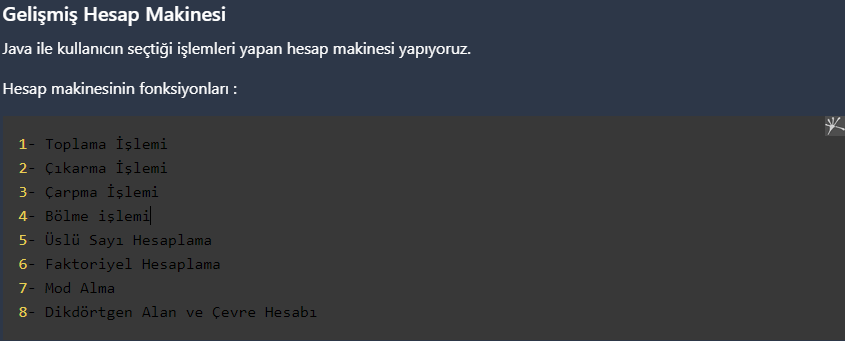 Gelişmiş Hesap Makinesi
Java ile kullanıcın seçtiği işlemleri yapan hesap makinesi yapıyoruz.
Hesap makinesinin fonksiyonları :
1- Toplama İşlemi
2- Çıkarma İşlemi
3- Çarpma İşlemi
4- Bölme işlemi
5- Üslü Sayı Hesaplama
6- Faktoriyel Hesaplama
7- Mod Alma
8- Dikdörtgen Alan ve Çevre Hesabı